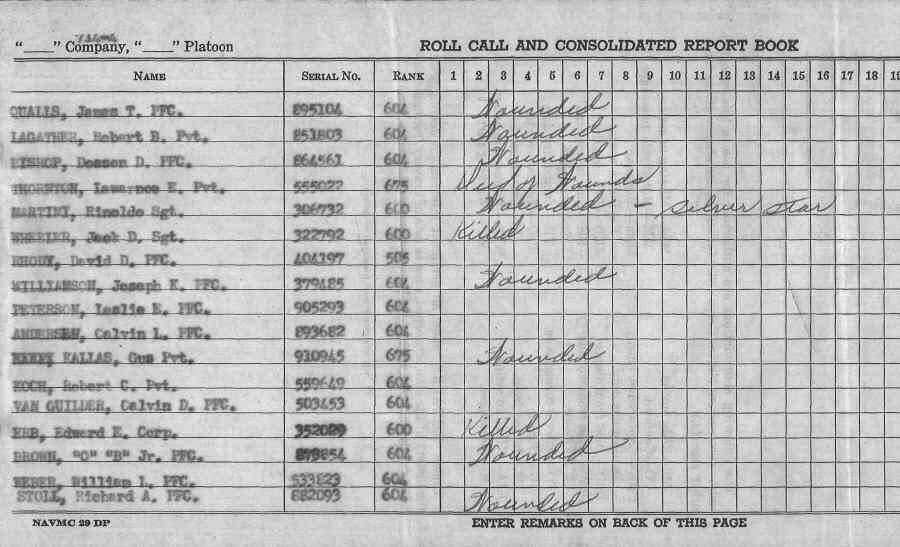 "____" Company, "____" Platoon ROLL CALL AND CONSOLIDATED REPORT BOOK
NAME SERIAL NO. RANK 1 2 3 4 5 6 7 8 9 10 11 12 13 14 15 16 17 18 19
QUALLS, James T. PFC. 895104 604 Wounded
LAGATHER, Robert B. Pvt. 851803 604 Wounded
BISHOP, Dosson D. PFC. 864561 604 Wounded
THORNTON, Lawarnce E. Pvt. 555022 675 Died of Wounds
MARTINI, Rinoldo Sgt. 306732 600 Wounded - Silver Star
WHEELER, Jack D. Sgt. 322792 600 Killed
RHODY, David D. PFC. 404197 505
WILLIAMSON, Joseph K. PFC. 379485 604 Wounded
PETERSON, Leslie E. PFC. 905293 604
ANDERSEN, Calvin L. PFC. 893682 604
KALLAS, Gus Pvt. 910945 675 Wounded
KOCH, Robert C. Pvt. 559649 604
VAN GUILDER, Calvin D. PFC. 503453 604
Edward E. Corp. 352089 600 Killed
BROWN, "O" "B" Jr. PFC. 604 Wounded
WEBER, William L. PFC. 533823 604
STOLL, Richard A. PFC. 882093 604 Wounded
NAVMC 29 DP ENTER REMARKS ON BACK OF THIS PAGE